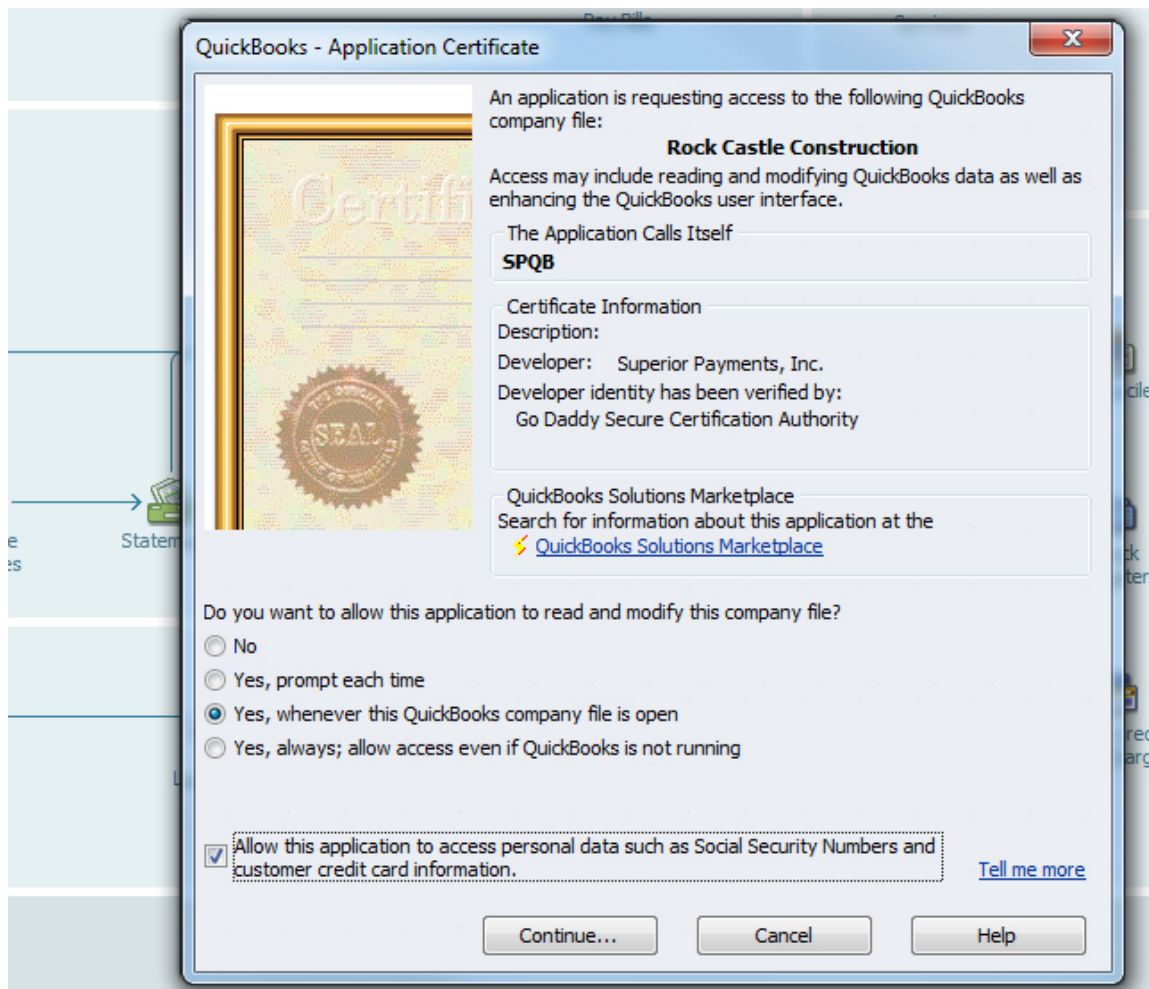 Pay Bills
QuickBooks - Application Certificate
An application is requesting access to the following QuickBooks
company file:
Rock Castle Construction
Access may include reading and modifying QuickBooks data as well as
enhancing the QuickBooks user interface.
The Application Calls Itself
SPQB
Certificate Information
Description:
Developer: Superior Payments, Inc.
Developer identity has been verified by:
Go Daddy Secure Certification Authority
QuickBooks Solutions Marketplace
Search for information about this application at the
QuickBooks Solutions Marketplace
Certifi
SEAL
Statem
Do you want to allow this application to read and modify this company file?
No
Yes, prompt each time
Yes, whenever this QuickBooks company file is open
Yes, always; allow access even if QuickBooks is not running
Allow this application to access personal data such as Social Security Numbers and
customer credit card information.
Tell me more
Continue...
Cancel
Help